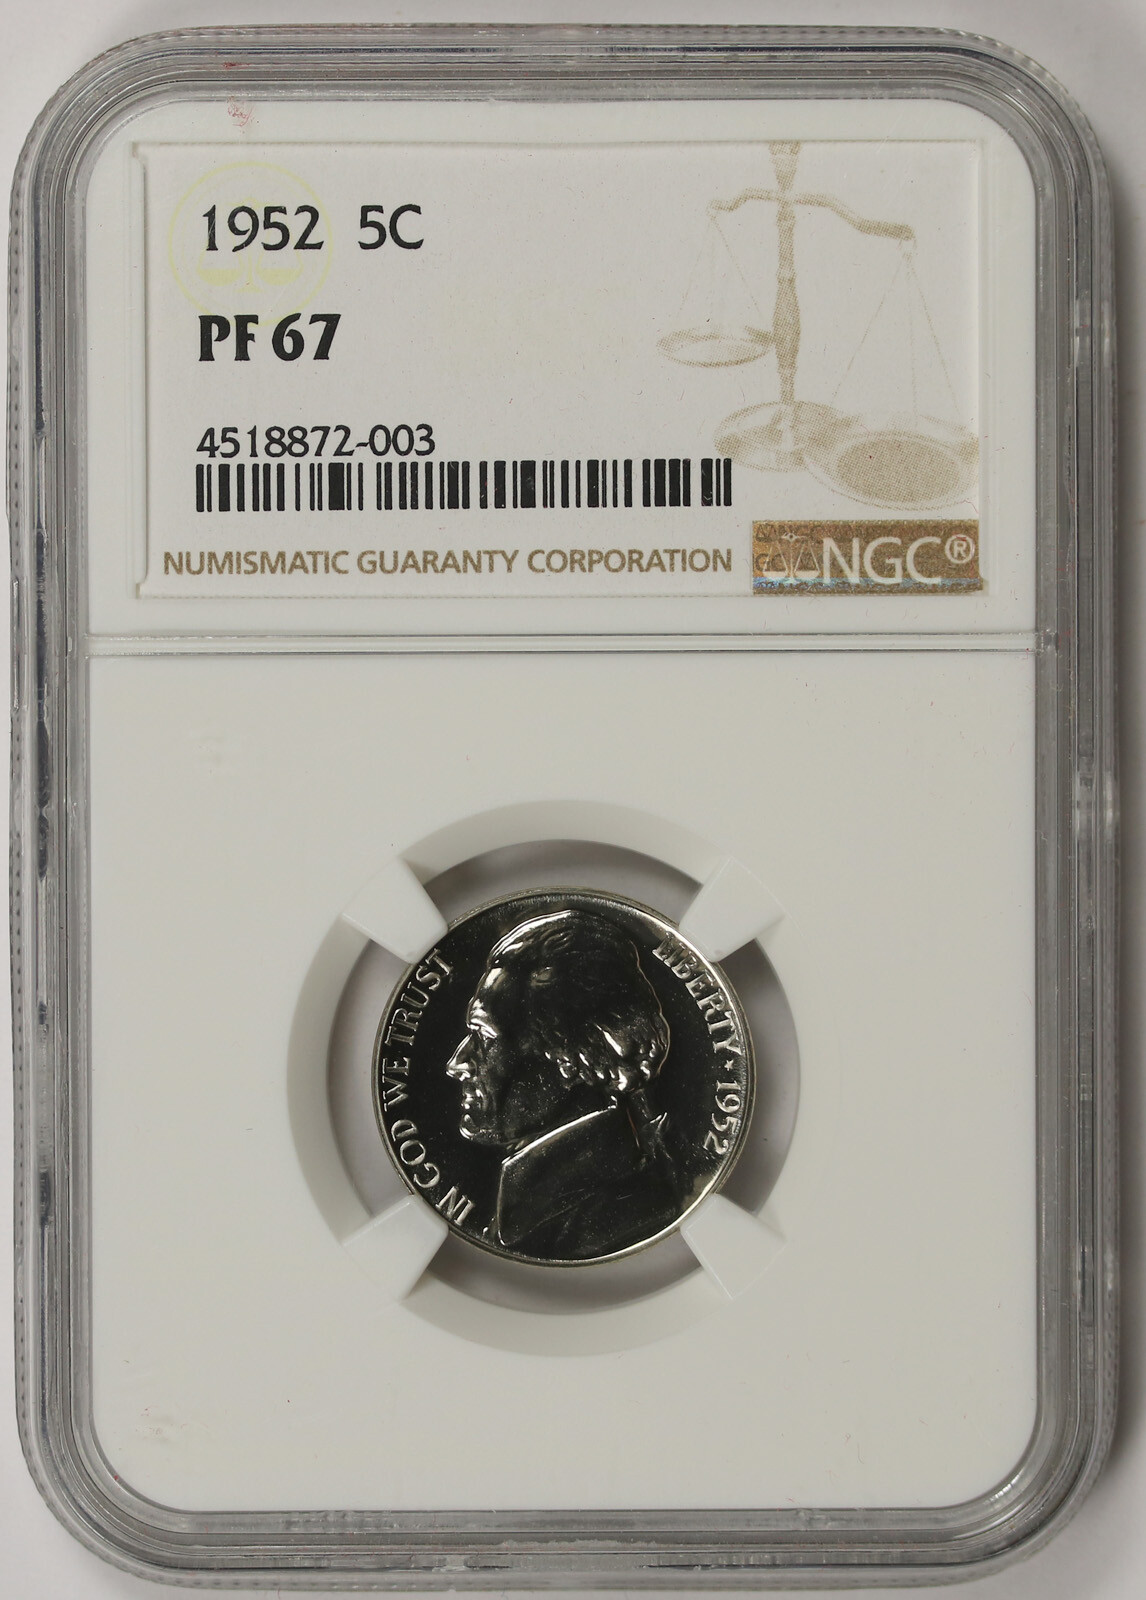 1952 5C
PF 67
4518872-003
NUMISMATIC GUARANTY CORPORATION
NGC®
IN GOD WE TRUST
LIBERTY ★ 1952